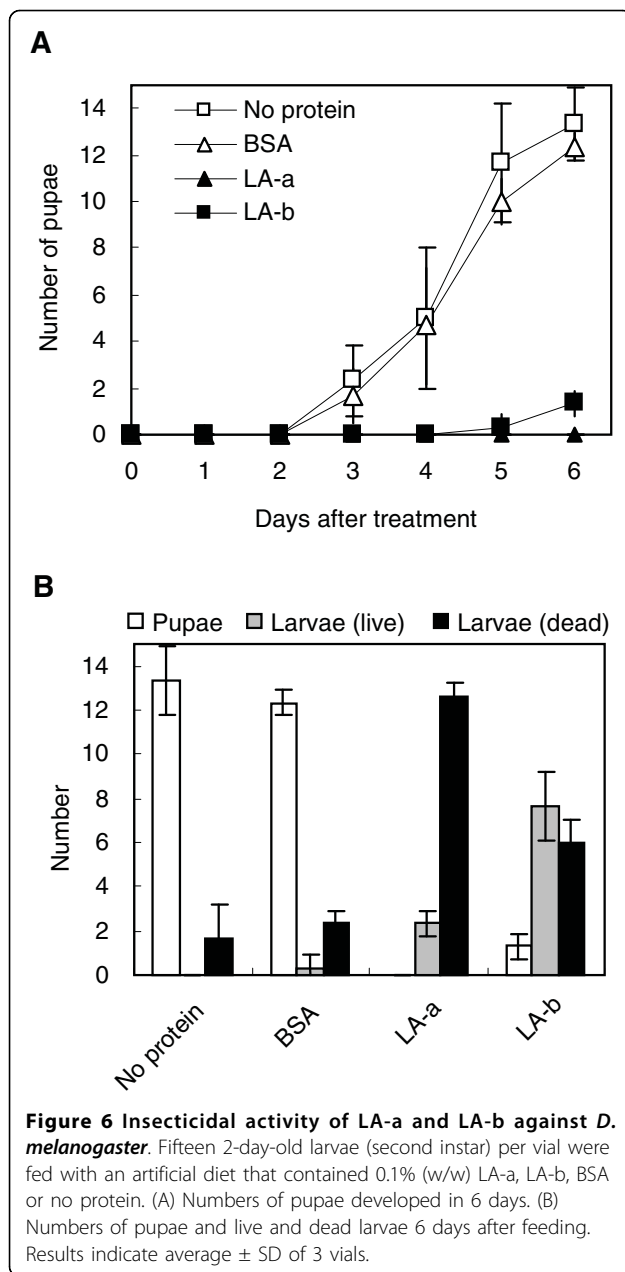 A
14
12
10
8
6
4
2
0
No protein
BSA
LA-a
LA-b
Number of pupae
0 1 2 3 4 5 6
Days after treatment
B
Pupae Larvae (live) Larvae (dead)
14
12
10
8
6
4
2
0
Number
No protein
BSA
LA-a
LA-b
Figure 6 Insecticidal activity of LA-a and LA-b against D.
melanogaster. Fifteen 2-day-old larvae (second instar) per vial were
fed with an artificial diet that contained 0.1% (w/w) LA-a, LA-b, BSA
or no protein. (A) Numbers of pupae developed in 6 days. (B)
Numbers of pupae and live and dead larvae 6 days after feeding.
Results indicate average ± SD of 3 vials.